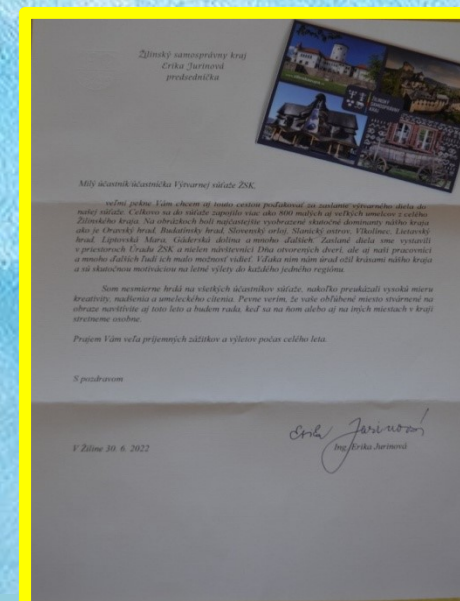 Žilinský samosprávny kraj
Erika Jurinová
predsedníčka
Milý účastník/účastníčka Výtvarnej súťaže ŽSK,
veľmi pekne Vám chcem aj touto cestou poďakovať za zaslanie výtvarného diela do
našej súťaže. Celkovo sa do súťaže zapojilo viac ako 800 malých aj veľkých umelcov z celého
Žilinského kraja. Na obrázkoch boli najčastejšie vyobrazené skutočné dominanty nášho kraja
ako je Oravský hrad, Budatínsky hrad, Slovenský orloj, Slanický ostrov, Vlkolínec, Lietavský
hrad, Liptovská Mara, Gáderská dolina a mnoho ďalších. Zaslané diela sme vystavili
v priestoroch Úradu ŽSK a nielen návštevníci Dňa otvorených dverí, ale aj naši pracovníci
a mnoho ďalších ľudí ich malo možnosť vidieť. Vďaka nim nám úrad ožil krásami nášho kraja
a sú skutočnou motiváciou na letné výlety do každého jedného regiónu.
Som nesmierne hrdá na všetkých účastníkov súťaže, nakoľko preukázali vysokú mieru
kreativity, nadšenia a umeleckého cítenia. Pevne verím, že vaše obľúbené miesto stvárnené na
obraze navštívite aj toto leto a budem rada, keď sa na ňom alebo aj na iných miestach v kraji
stretneme osobne.
Prajem Vám veľa príjemných zážitkov a výletov počas celého leta.
S pozdravom
Erika Jurinová
V Žiline 30. 6. 2022
Ing. Erika Jurinová